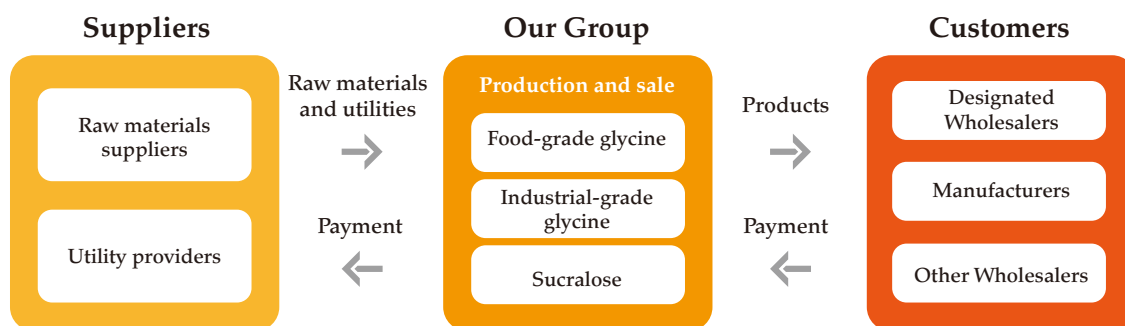 Suppliers
Raw materials
suppliers
Utility providers
Raw materials
and utilities
Payment
Our Group
Production and sale
Food-grade glycine
Industrial-grade
glycine
Sucralose
Products
Payment
Customers
Designated
Wholesalers
Manufacturers
Other Wholesalers